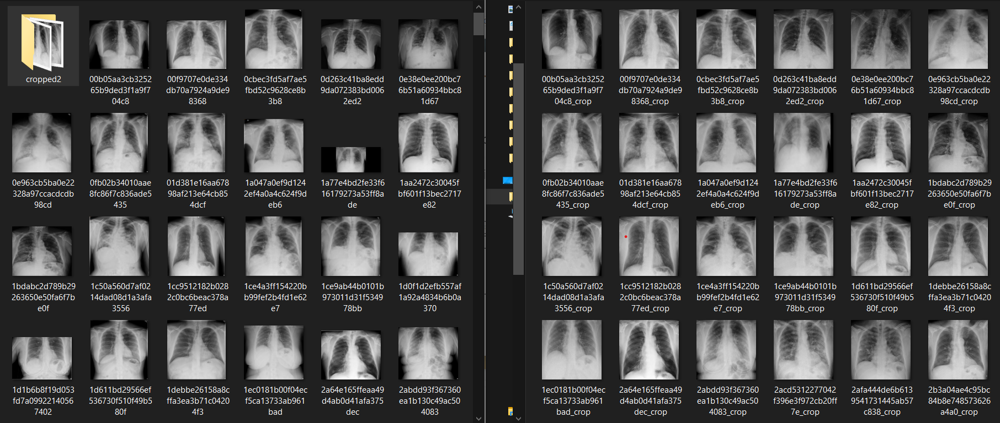 cropped2
00b05aa3cb3252
65b9ded3f1a9f7
04c8
00f9707e0de334
db70a7924a9de9
8368
0cbec3fd5af7ae5
fbd52c9628ce8b
3b8
0d263c41ba8edd
9da072383bd006
2ed2
0e38e0ee200bc7
6b51a60934bbc8
1d67
0e963cb5ba0e22
328a97ccacdcdb
98cd
0fb02b34010aae
8fc86f7c836ade5
435
01d381e16aa678
98af213e64cb85
4dcf
1a047a0ef9d124
2ef4a0a4c624f9d
eb6
1a77e4bd2fe33f6
16179273a53ff8a
de
1aa2472c30045f
bf601f13bec2717
e82
1bdabc2d789b29
263650e50fa6f7b
e0f
1c50a560d7af02
14dad08d1a3afa
3556
1cc9512182b028
2c0bc6beac378a
77ed
1ce4a3ff154220b
b99fef2b4fd1e62
e7
1ce9ab44b0101b
973011d31f5349
78bb
1d0f1d2efb557af
1a92a4834b6b0a
370
1d1b6b8f19d053
fd7a0992214056
7402
1d611bd29566ef
536730f510f49b5
80f
1debbe26158a8c
ffa3ea3b71c0420
4f3
1ec0181b00f04ec
f5ca13733ab961
bad
2a64e165ffeaa49
d4ab0d41afa375
dec
2abdd93f367360
ea1b130c49ac50
4083
00b05aa3cb3252
65b9ded3f1a9f7
04c8_crop
00f9707e0de334
db70a7924a9de9
8368_crop
0cbec3fd5af7ae5
fbd52c9628ce8b
3b8_crop
0d263c41ba8edd
9da072383bd006
2ed2_crop
0e38e0ee200bc7
6b51a60934bbc8
1d67_crop
0e963cb5ba0e22
328a97ccacdcdb
98cd_crop
0fb02b34010aae
8fc86f7c836ade5
435_crop
01d381e16aa678
98af213e64cb85
4dcf_crop
1a047a0ef9d124
2ef4a0a4c624f9d
eb6_crop
1a77e4bd2fe33f6
16179273a53ff8a
de_crop
1aa2472c30045f
bf601f13bec2717
e82_crop
1bdabc2d789b29
263650e50fa6f7b
e0f_crop
1c50a560d7af02
14dad08d1a3afa
3556_crop
1cc9512182b028
2c0bc6beac378a
77ed_crop
1ce4a3ff154220b
b99fef2b4fd1e62
e7_crop
1ce9ab44b0101b
973011d31f5349
78bb_crop
1d611bd29566ef
536730f510f49b5
80f_crop
1debbe26158a8c
ffa3ea3b71c0420
4f3_crop
1ec0181b00f04ec
f5ca13733ab961
bad_crop
2a64e165ffeaa49
d4ab0d41afa375
dec_crop
2abdd93f367360
ea1b130c49ac50
4083_crop
2acd5312277042
f396e3f972cb20ff
7e_crop
2afa444de6b613
9541731445ab57
c838_crop
2b3a04ae4c95bc
84b8e748573626
a4a0_crop